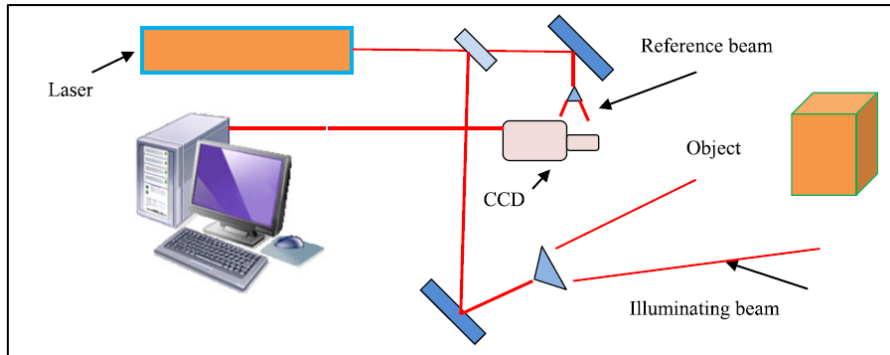 Laser
Reference beam
Object
CCD
Illuminating beam